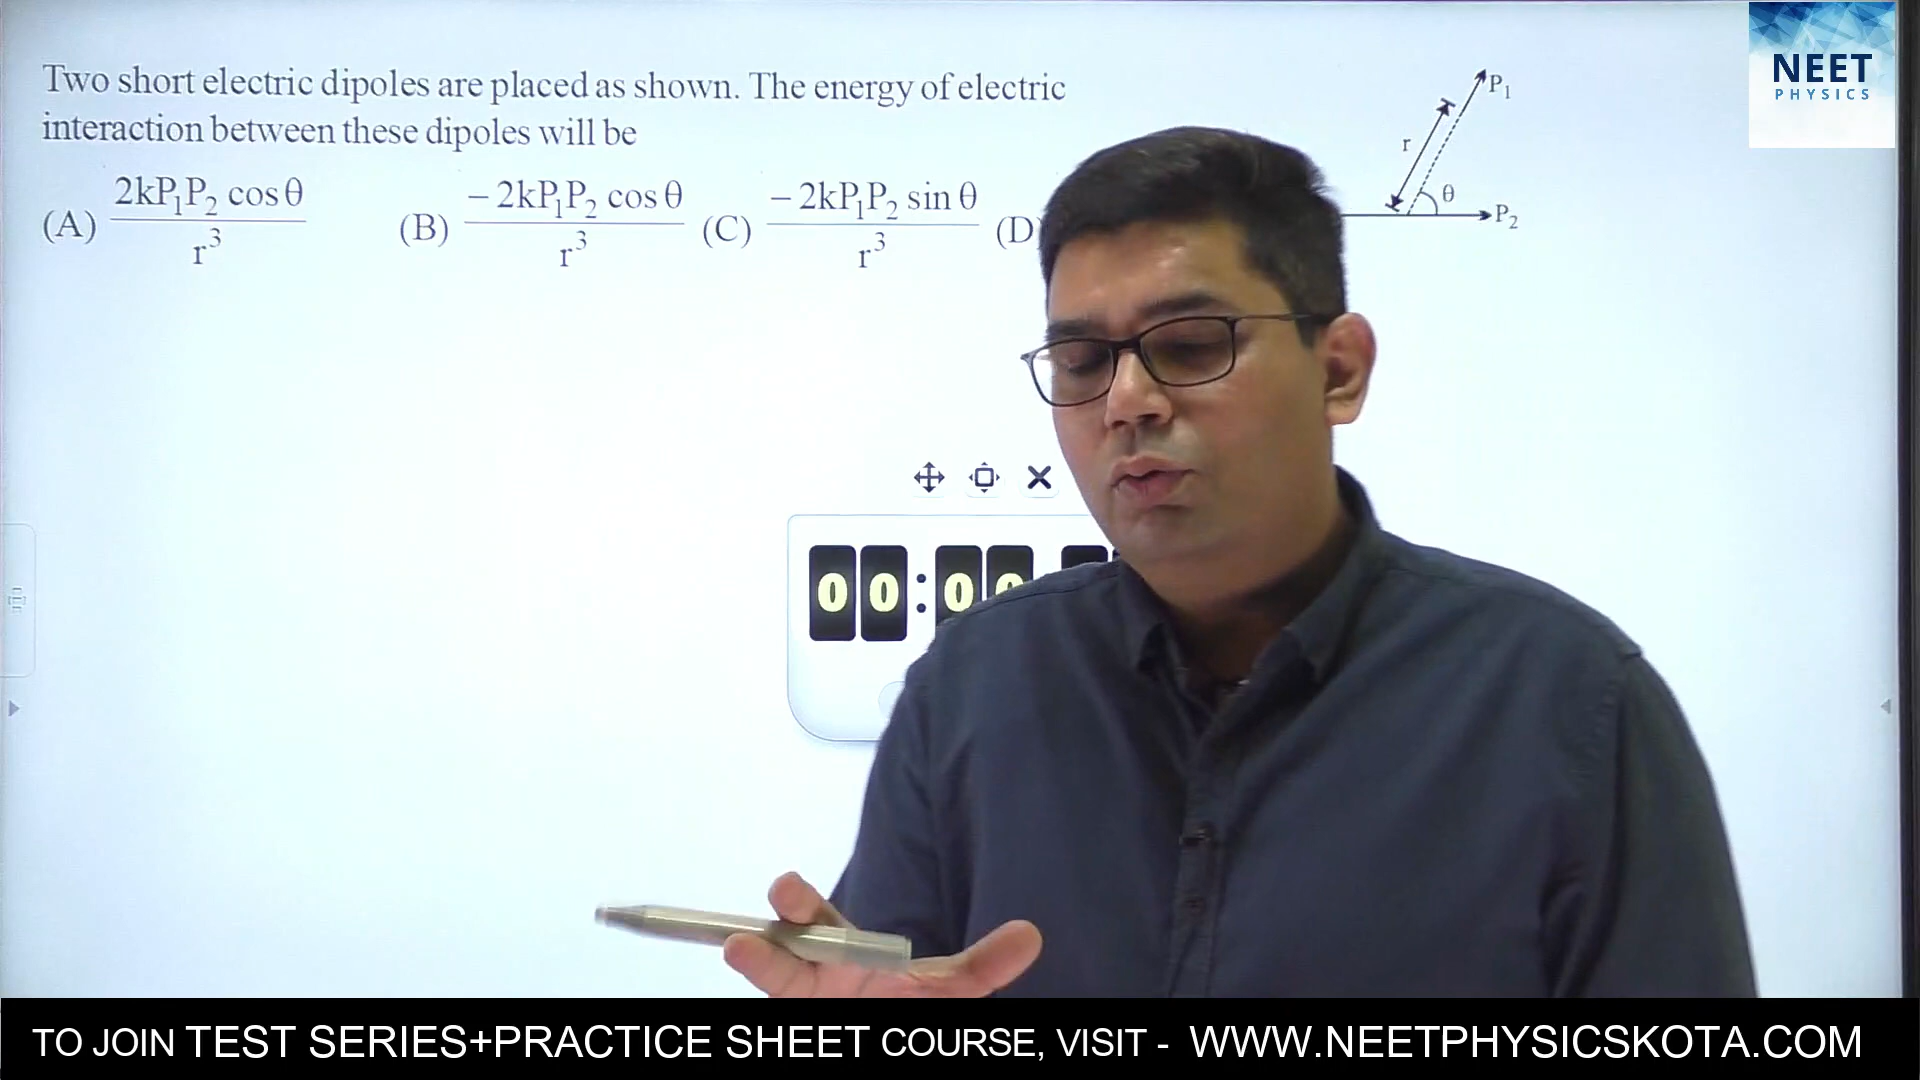 Two short electric dipoles are placed as shown. The energy of electric
interaction between these dipoles will be
(A) 2kP₁P₂ cos θ / r³ (B) −2kP₁P₂ cos θ / r³ (C) −2kP₁P₂ sin θ / r³ (D)
P₁
r
θ
P₂
NEET
PHYSICS
00:00
TO JOIN TEST SERIES+PRACTICE SHEET COURSE, VISIT - WWW.NEETPHYSICSKOTA.COM